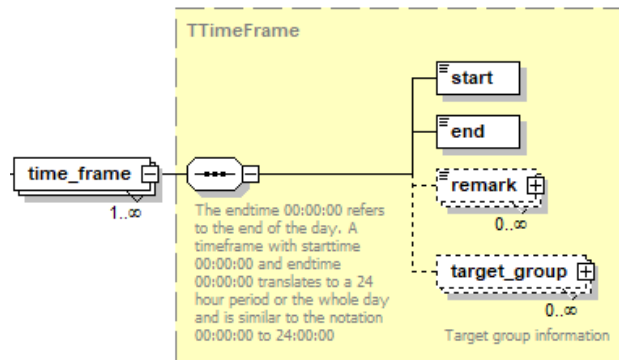 TTimeFrame
start
end
time_frame
1..∞
remark
0..∞
The endtime 00:00:00 refers
to the end of the day. A
timeframe with starttime
00:00:00 and endtime
00:00:00 translates to a 24
hour period or the whole day
and is similar to the notation
00:00:00 to 24:00:00
target_group
0..∞
Target group information